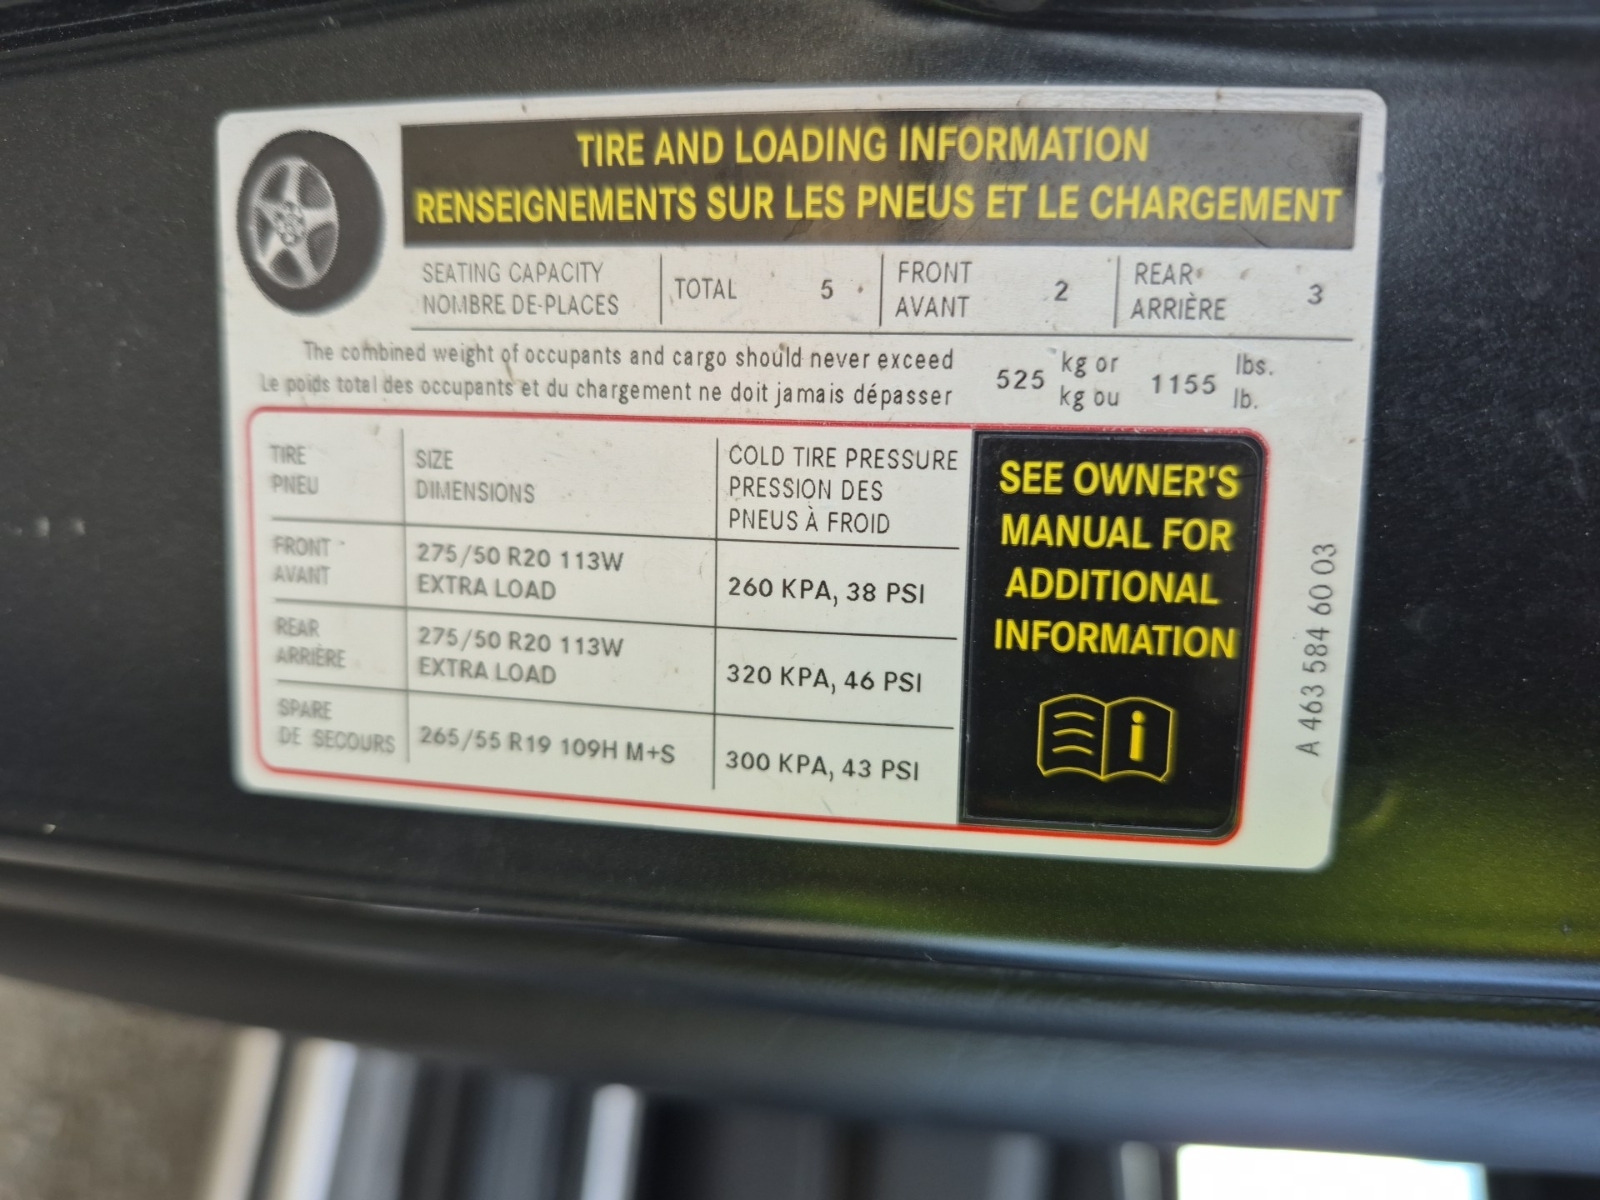 TIRE AND LOADING INFORMATION
RENSEIGNEMENTS SUR LES PNEUS ET LE CHARGEMENT
SEATING CAPACITY
NOMBRE DE-PLACES
TOTAL 5
FRONT
AVANT
2
REAR
ARRIÈRE
3
The combined weight of occupants and cargo should never exceed
Le poids total des occupants et du chargement ne doit jamais dépasser
525
kg or
kg ou
1155
lbs.
lb.
TIRE
PNEU
SIZE
DIMENSIONS
COLD TIRE PRESSURE
PRESSION DES
PNEUS À FROID
FRONT
AVANT
275/50 R20 113W
EXTRA LOAD
260 KPA, 38 PSI
REAR
ARRIÈRE
275/50 R20 113W
EXTRA LOAD
320 KPA, 46 PSI
SPARE
DE SECOURS
265/55 R19 109H M+S
300 KPA, 43 PSI
SEE OWNER'S
MANUAL FOR
ADDITIONAL
INFORMATION
i
A 463 584 60 03